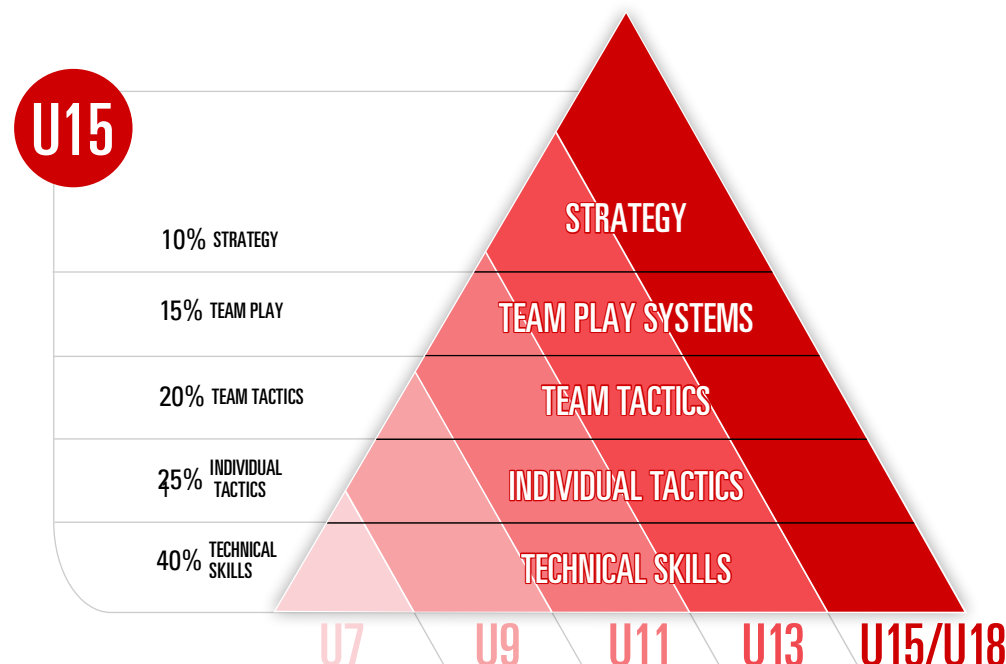 U15
STRATEGY
10% STRATEGY
15% TEAM PLAY
TEAM PLAY SYSTEMS
20% TEAM TACTICS
TEAM TACTICS
25% INDIVIDUAL
TACTICS
INDIVIDUAL TACTICS
40% TECHNICAL
SKILLS
TECHNICAL SKILLS
U7 U9 U11 U13 U15/U18